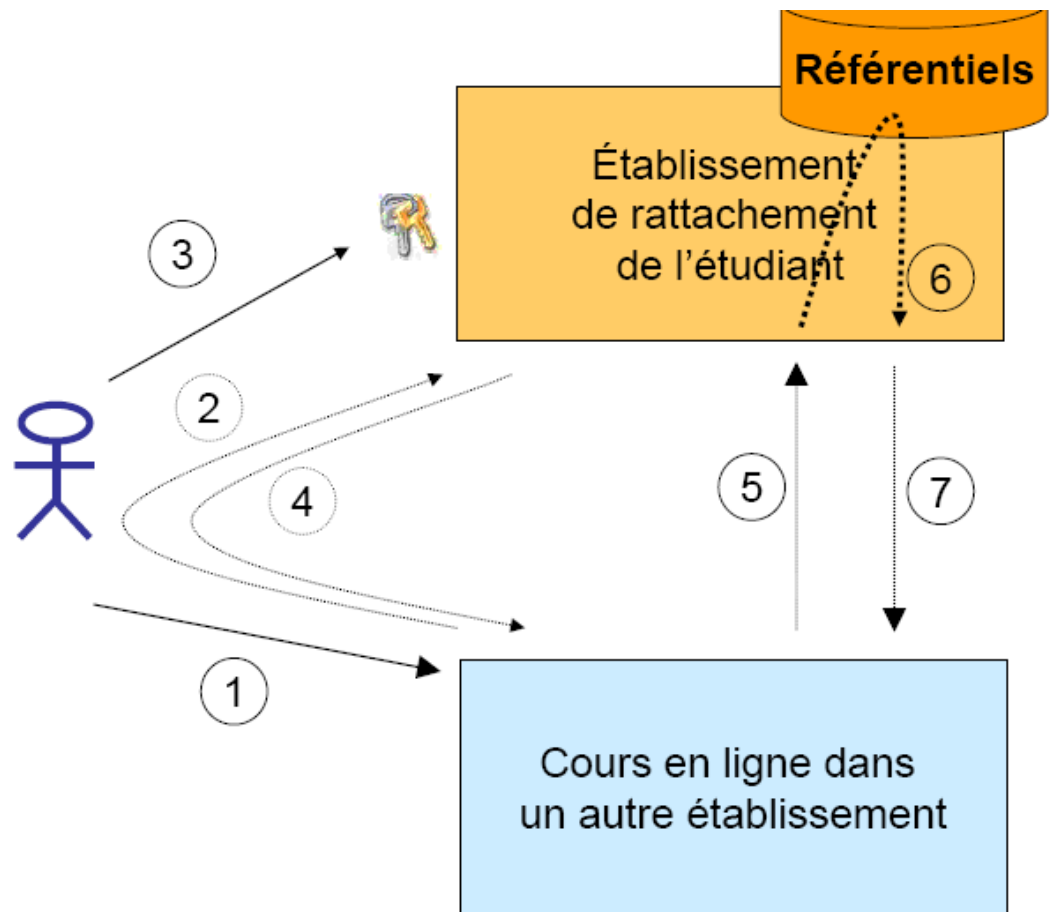 Référentiels
Établissement
de rattachement
de l’étudiant
3
6
2
4
5
7
1
Cours en ligne dans
un autre établissement